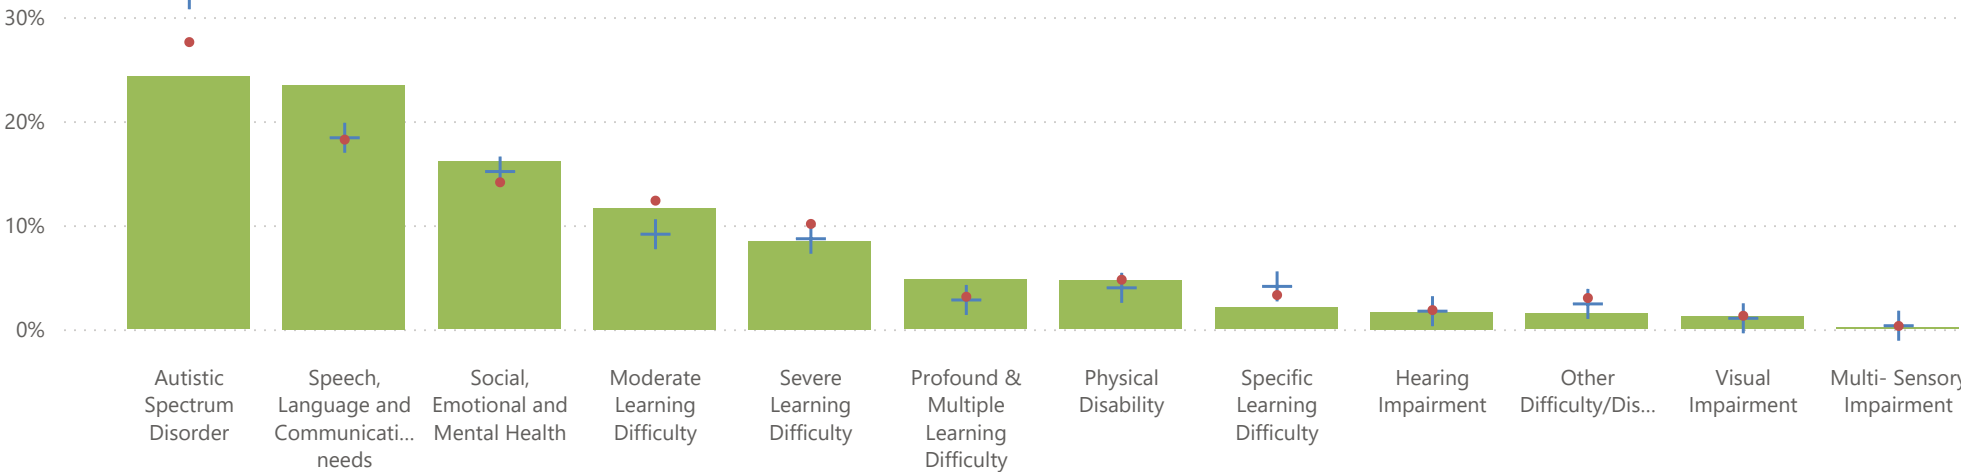 30%
20%
10%
0%
Autistic
Spectrum
Disorder
Speech,
Language and
Communicati...
needs
Social,
Emotional and
Mental Health
Moderate
Learning
Difficulty
Severe
Learning
Difficulty
Profound &
Multiple
Learning
Difficulty
Physical
Disability
Specific
Learning
Difficulty
Hearing
Impairment
Other
Difficulty/Dis...
Visual
Impairment
Multi- Sensory
Impairment